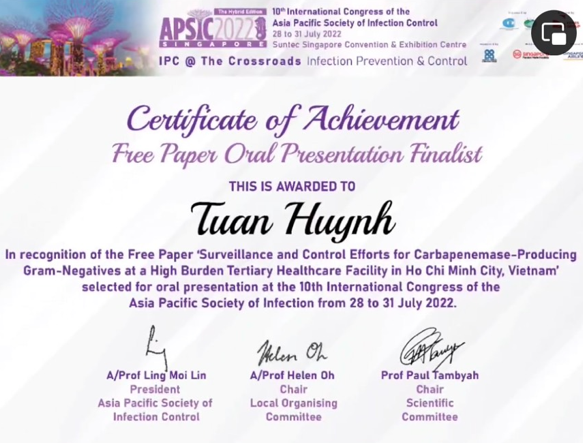 The Hybrid Edition
APSIC2022
SINGAPORE
10th International Congress of the
Asia Pacific Society of Infection Control
28 to 31 July 2022
Suntec Singapore Convention & Exhibition Centre
IPC @ The Crossroads Infection Prevention & Control
Certificate of Achievement
Free Paper Oral Presentation Finalist
THIS IS AWARDED TO
Tuan Huynh
In recognition of the Free Paper ‘Surveillance and Control Efforts for Carbapenemase-Producing
Gram-Negatives at a High Burden Tertiary Healthcare Facility in Ho Chi Minh City, Vietnam’
selected for oral presentation at the 10th International Congress of the
Asia Pacific Society of Infection from 28 to 31 July 2022.
Helen Oh
A/Prof Ling Moi Lin
President
Asia Pacific Society of
Infection Control
A/Prof Helen Oh
Chair
Local Organising
Committee
Prof Paul Tambyah
Chair
Scientific
Committee